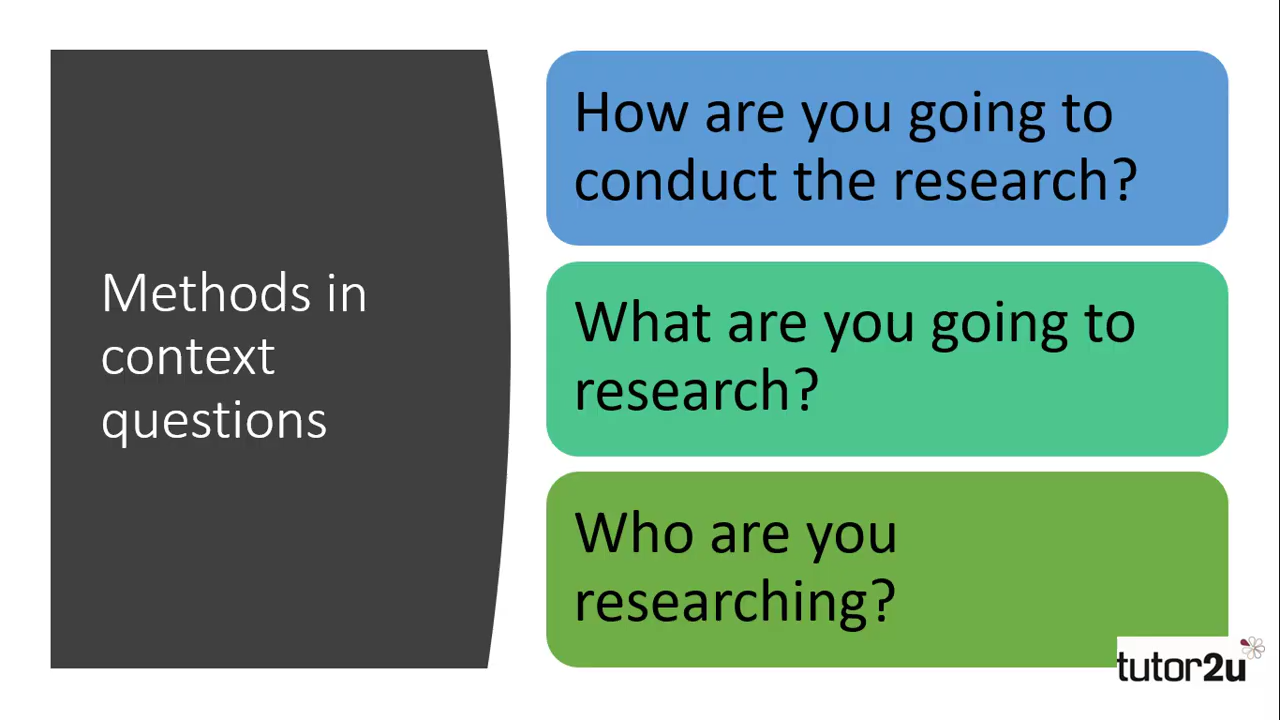 Methods in
context
questions
How are you going to
conduct the research?
What are you going to
research?
Who are you
researching?
tutor2u